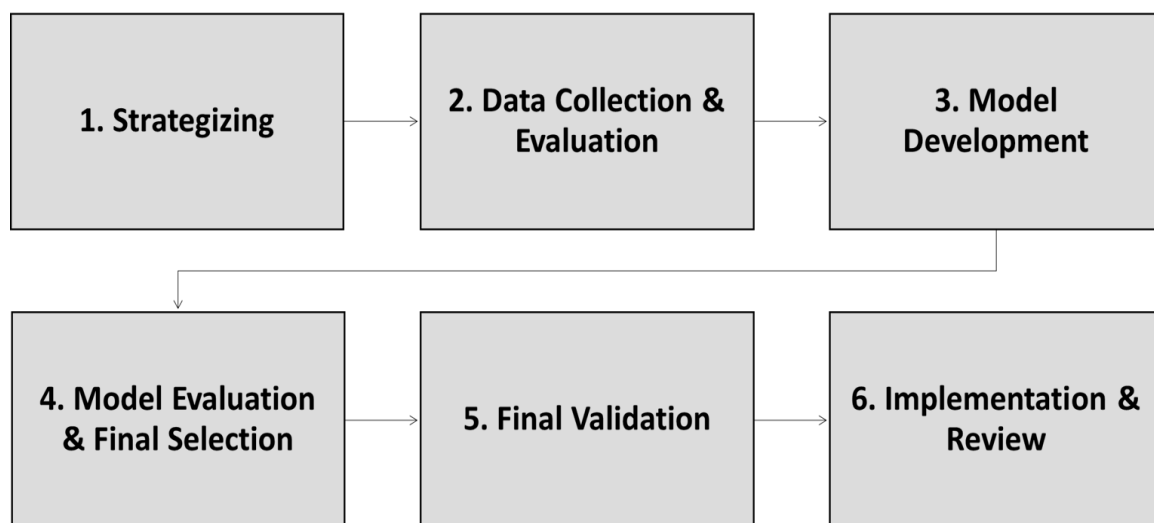 1. Strategizing
2. Data Collection &
Evaluation
3. Model
Development
4. Model Evaluation
& Final Selection
5. Final Validation
6. Implementation &
Review